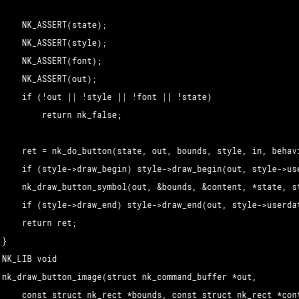 NK_ASSERT(state);
NK_ASSERT(style);
NK_ASSERT(font);
NK_ASSERT(out);
if (!out || !style || !font || !state)
return nk_false;
ret = nk_do_button(state, out, bounds, style, in, behavi
if (style->draw_begin) style->draw_begin(out, style->use
nk_draw_button_symbol(out, &bounds, &content, *state, st
if (style->draw_end) style->draw_end(out, style->userdat
return ret;
}
NK_LIB void
nk_draw_button_image(struct nk_command_buffer *out,
const struct nk_rect *bounds, const struct nk_rect *cont